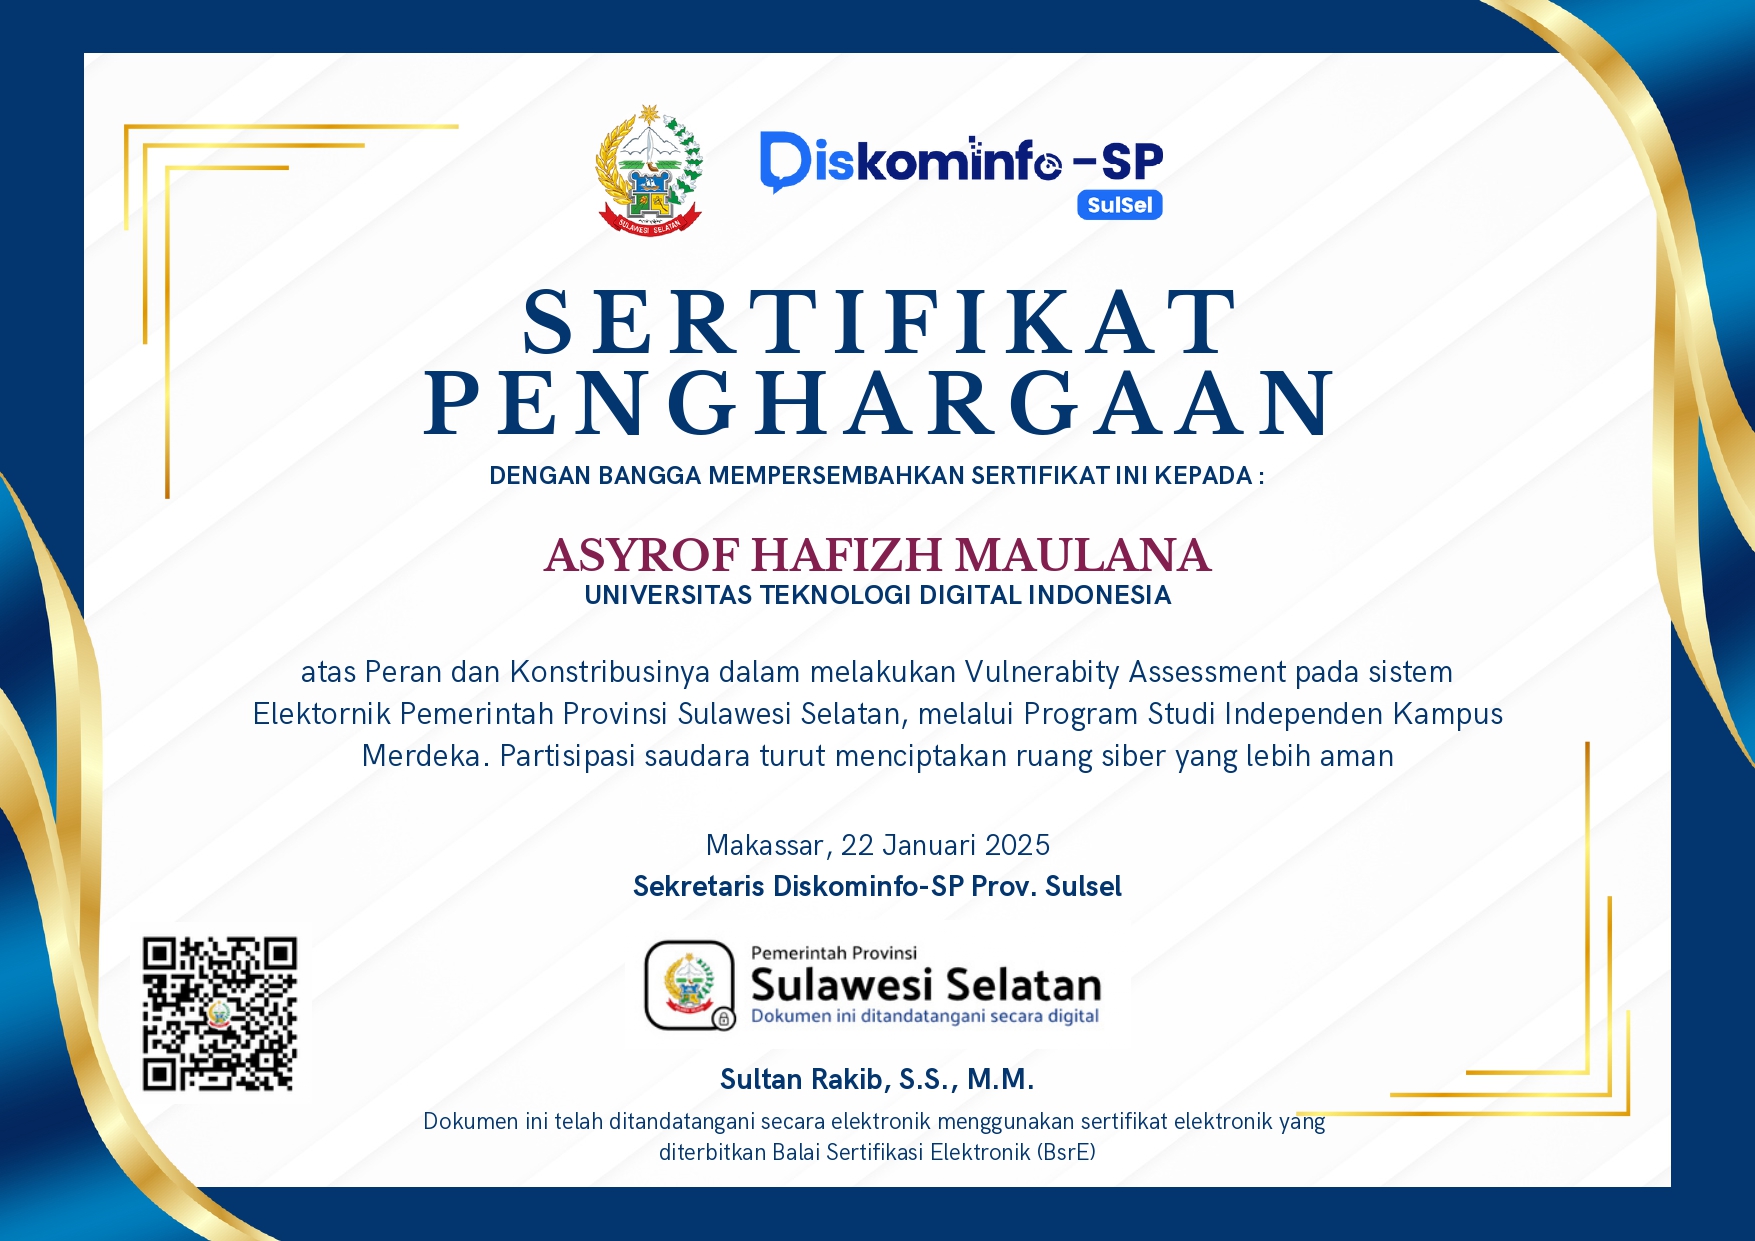 SULAWESI SELATAN
Diskominfo-SP
SulSel
SERTIFIKAT
PENGHARGAAN
DENGAN BANGGA MEMPERSEMBAHKAN SERTIFIKAT INI KEPADA :
ASYROF HAFIZH MAULANA
UNIVERSITAS TEKNOLOGI DIGITAL INDONESIA
atas Peran dan Konstribusinya dalam melakukan Vulnerabity Assessment pada sistem
Elektornik Pemerintah Provinsi Sulawesi Selatan, melalui Program Studi Independen Kampus
Merdeka. Partisipasi saudara turut menciptakan ruang siber yang lebih aman
Makassar, 22 Januari 2025
Sekretaris Diskominfo-SP Prov. Sulsel
Pemerintah Provinsi
Sulawesi Selatan
Dokumen ini ditandatangani secara digital
Sultan Rakib, S.S., M.M.
Dokumen ini telah ditandatangani secara elektronik menggunakan sertifikat elektronik yang
diterbitkan Balai Sertifikasi Elektronik (BsrE)